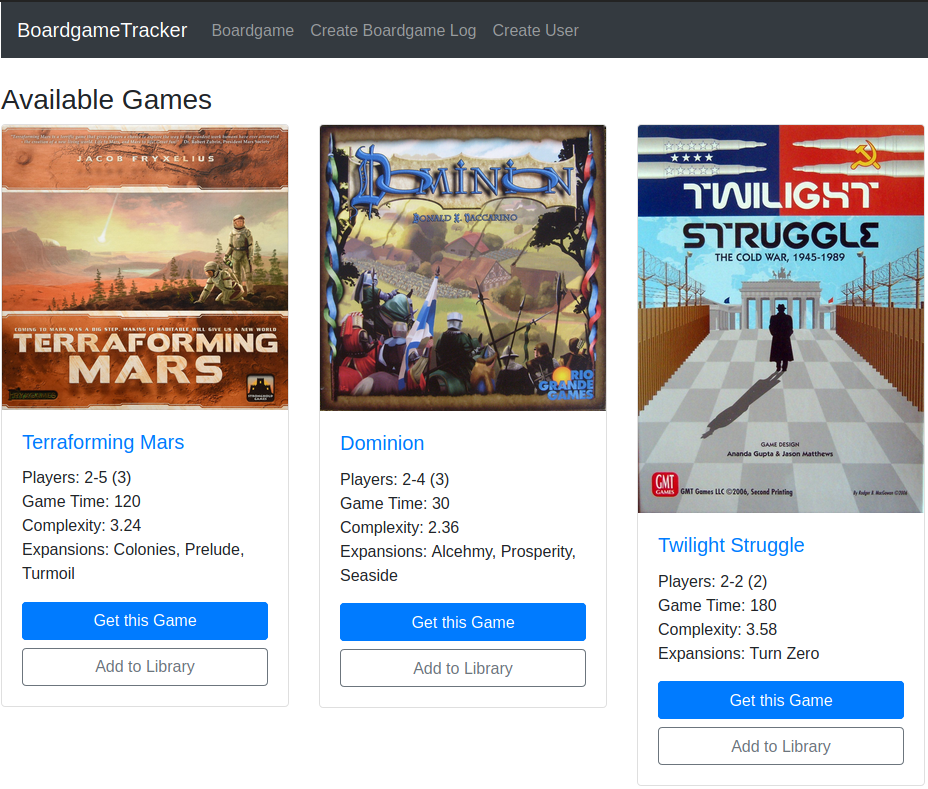 BoardgameTracker Boardgame Create Boardgame Log Create User
Available Games
JACOB FRYXELIUS
COMING TO MARS WAS A BIG STEP. MAKING IT HABITABLE WILL GIVE US A NEW WORLD
TERRAFORMING
MARS
STRONGHOLD
GAMES
Terraforming Mars
Players: 2-5 (3)
Game Time: 120
Complexity: 3.24
Expansions: Colonies, Prelude,
Turmoil
Get this Game
Add to Library
DOMINION
DONALD X. VACCARINO
RIO
GRANDE
GAMES
Dominion
Players: 2-4 (3)
Game Time: 30
Complexity: 2.36
Expansions: Alcehmy, Prosperity,
Seaside
Get this Game
Add to Library
TWILIGHT
STRUGGLE
THE COLD WAR, 1945-1989
GAME DESIGN
Ananda Gupta & Jason Matthews
GMT
GAMES
GMT Games LLC ©2006, Second Printing
By Rodger B. MacGowan ©2006
Twilight Struggle
Players: 2-2 (2)
Game Time: 180
Complexity: 3.58
Expansions: Turn Zero
Get this Game
Add to Library